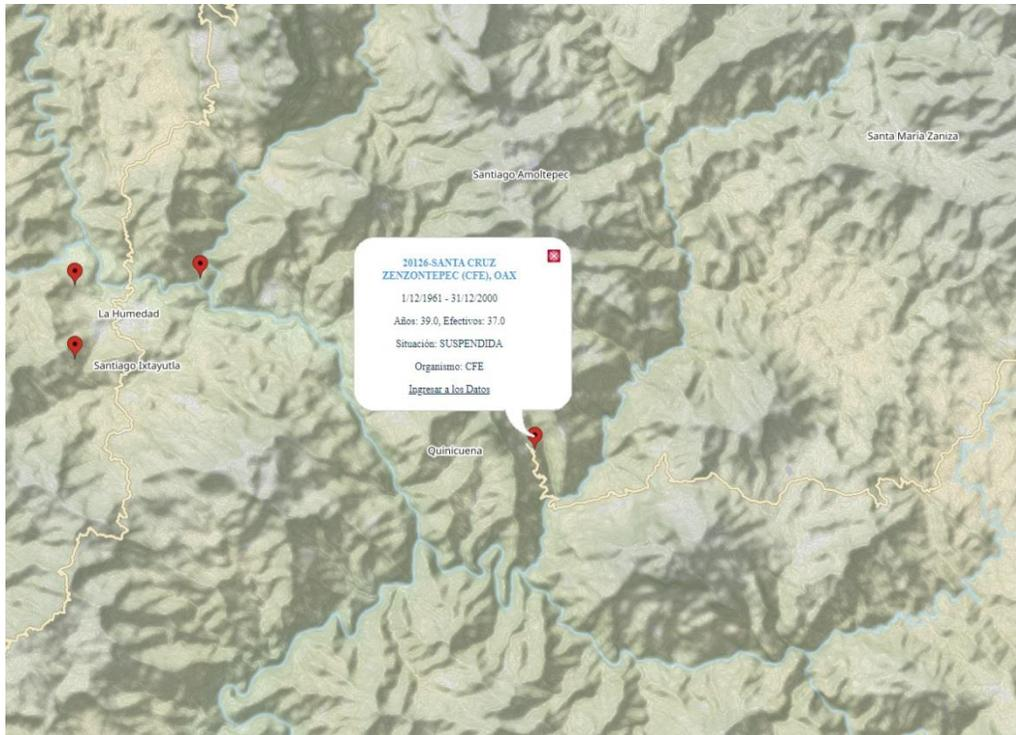 Santa María Zaniza
Santiago Amoltepec
20126-SANTA CRUZ
ZENZONTEPEC (CFE), OAX
1/12/1961 - 31/12/2000
Años: 39.0, Efectivos: 37.0
Situación: SUSPENDIDA
Organismo: CFE
Ingresar a los Datos
La Humedad
Santiago Ixtayutla
Quinicuena